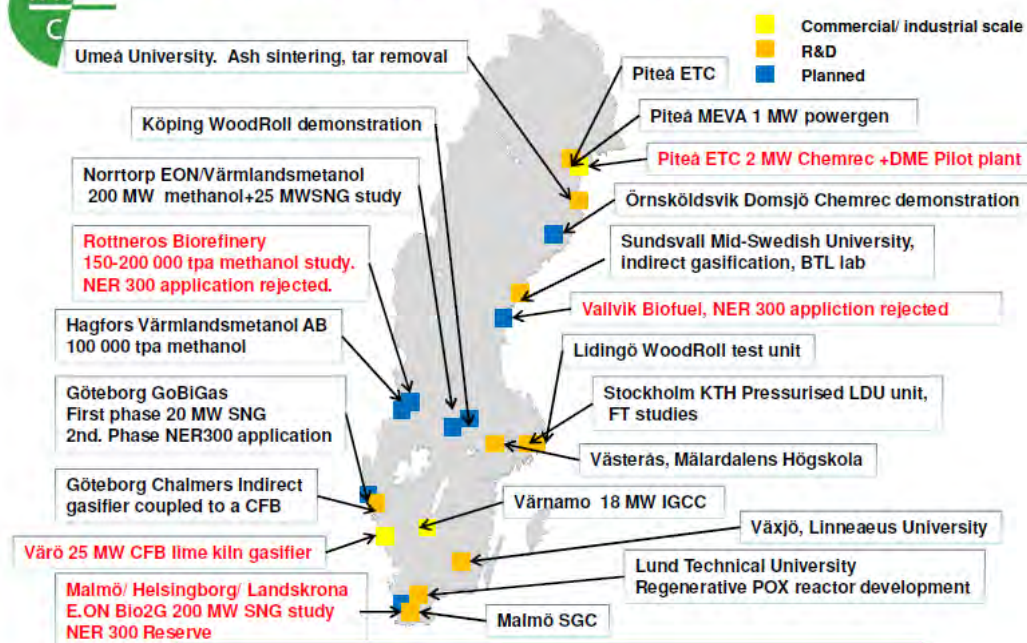 C
Commercial/ industrial scale
R&D
Planned
Umeå University. Ash sintering, tar removal
Piteå ETC
Köping WoodRoll demonstration
Piteå MEVA 1 MW powergen
Piteå ETC 2 MW Chemrec +DME Pilot plant
Norrtorp EON/Värmlandsmetanol
200 MW methanol+25 MWSNG study
Örnsköldsvik Domsjö Chemrec demonstration
Rottneros Biorefinery
150-200 000 tpa methanol study.
NER 300 application rejected.
Sundsvall Mid-Swedish University,
indirect gasification, BTL lab
Vallvik Biofuel, NER 300 appliction rejected
Hagfors Värmlandsmetanol AB
100 000 tpa methanol
Lidingö WoodRoll test unit
Göteborg GoBiGas
First phase 20 MW SNG
2nd. Phase NER300 application
Stockholm KTH Pressurised LDU unit,
FT studies
Västerås, Mälardalens Högskola
Göteborg Chalmers Indirect
gasifier coupled to a CFB
Värnamo 18 MW IGCC
Växjö, Linneaeus University
Värö 25 MW CFB lime kiln gasifier
Lund Technical University
Regenerative POX reactor development
Malmö/ Helsingborg/ Landskrona
E.ON Bio2G 200 MW SNG study
NER 300 Reserve
Malmö SGC